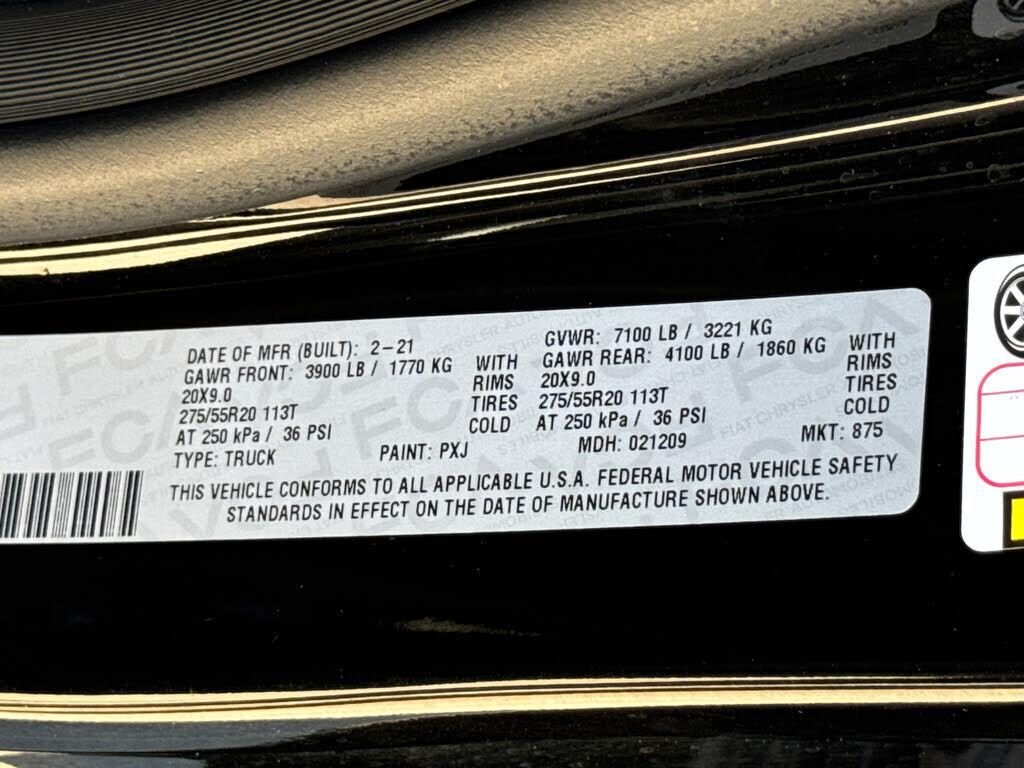 DATE OF MFR (BUILT): 2-21
GAWR FRONT: 3900 LB / 1770 KG WITH
20X9.0 RIMS
275/55R20 113T TIRES
AT 250 kPa / 36 PSI COLD
TYPE: TRUCK
GVWR: 7100 LB / 3221 KG
GAWR REAR: 4100 LB / 1860 KG WITH
20X9.0 RIMS
275/55R20 113T TIRES
AT 250 kPa / 36 PSI COLD
PAINT: PXJ MDH: 021209 MKT: 875
THIS VEHICLE CONFORMS TO ALL APPLICABLE U.S.A. FEDERAL MOTOR VEHICLE SAFETY
STANDARDS IN EFFECT ON THE DATE OF MANUFACTURE SHOWN ABOVE.